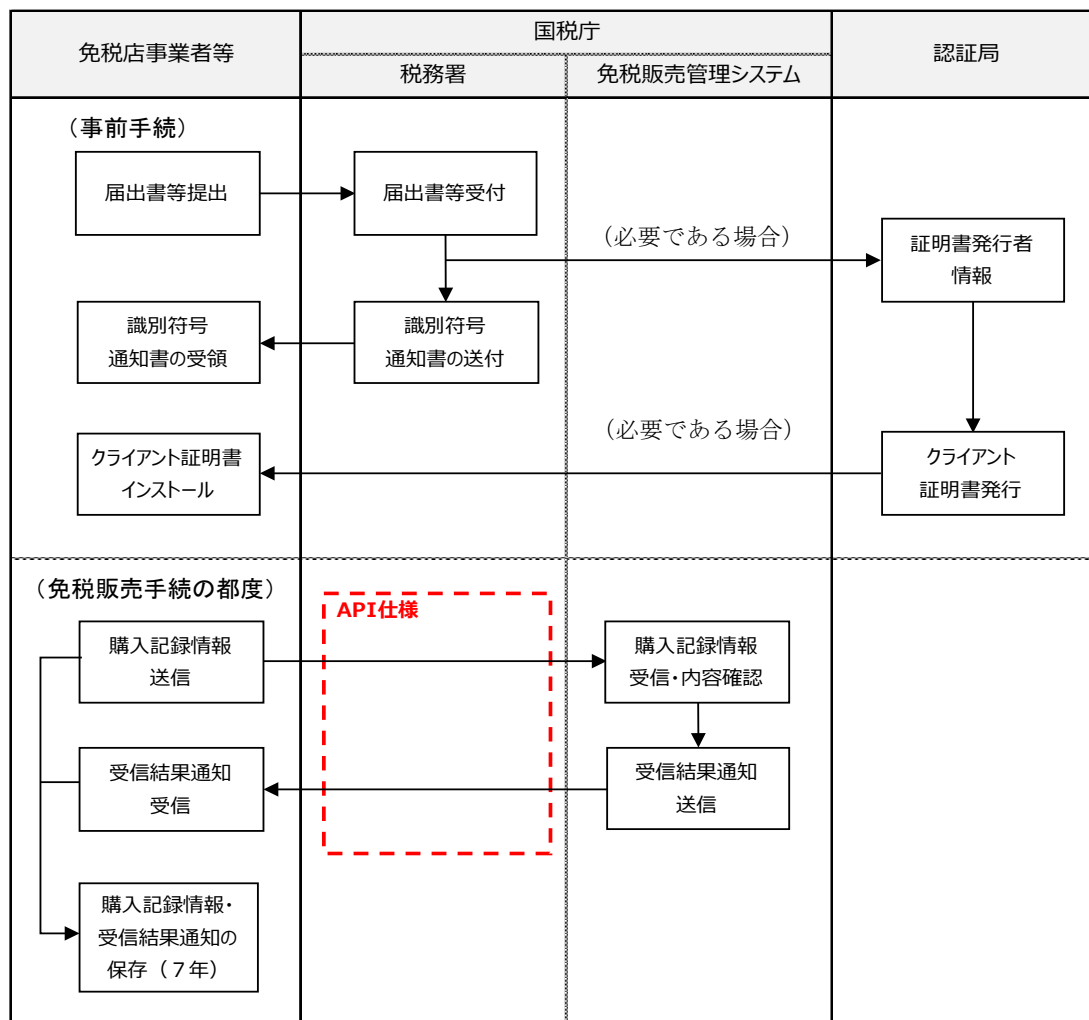 免税店事業者等
国税庁
認証局
税務署
免税販売管理システム
（事前手続）
届出書等提出
届出書等受付
（必要である場合）
証明書発行者
情報
識別符号
通知書の受領
識別符号
通知書の送付
（必要である場合）
クライアント証明書
インストール
クライアント
証明書発行
（免税販売手続の都度）
API仕様
購入記録情報
送信
購入記録情報
受信・内容確認
受信結果通知
受信
受信結果通知
送信
購入記録情報・
受信結果通知の
保存（７年）